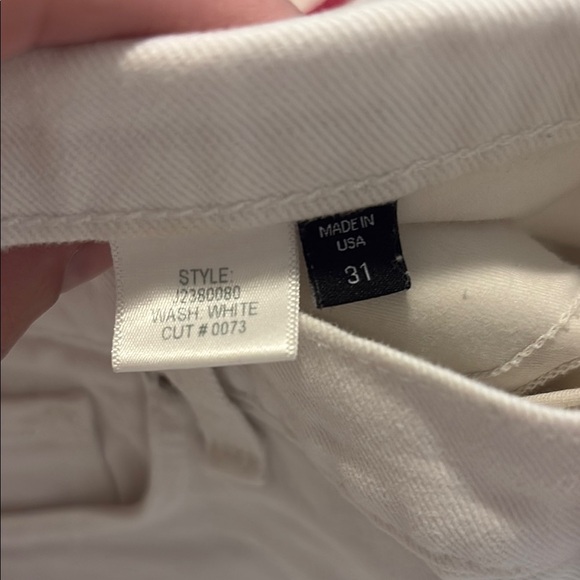 STYLE:
J2380080
WASH: WHITE
CUT # 0073
MADE IN
USA
31